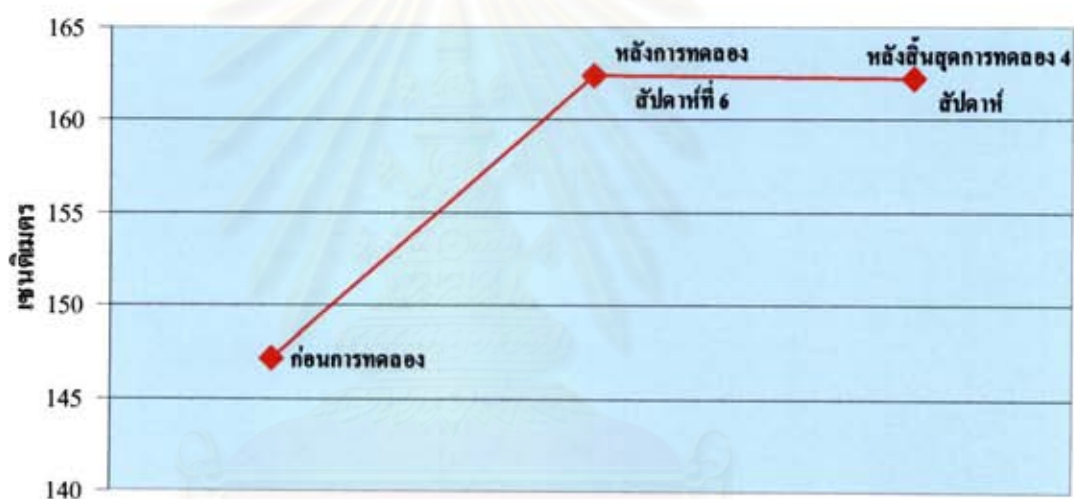 165
160
155
150
145
140
เซนติเมตร
ก่อนการทดลอง
หลังการทดลอง
สัปดาห์ที่ 6
หลังสิ้นสุดการทดลอง 4
สัปดาห์